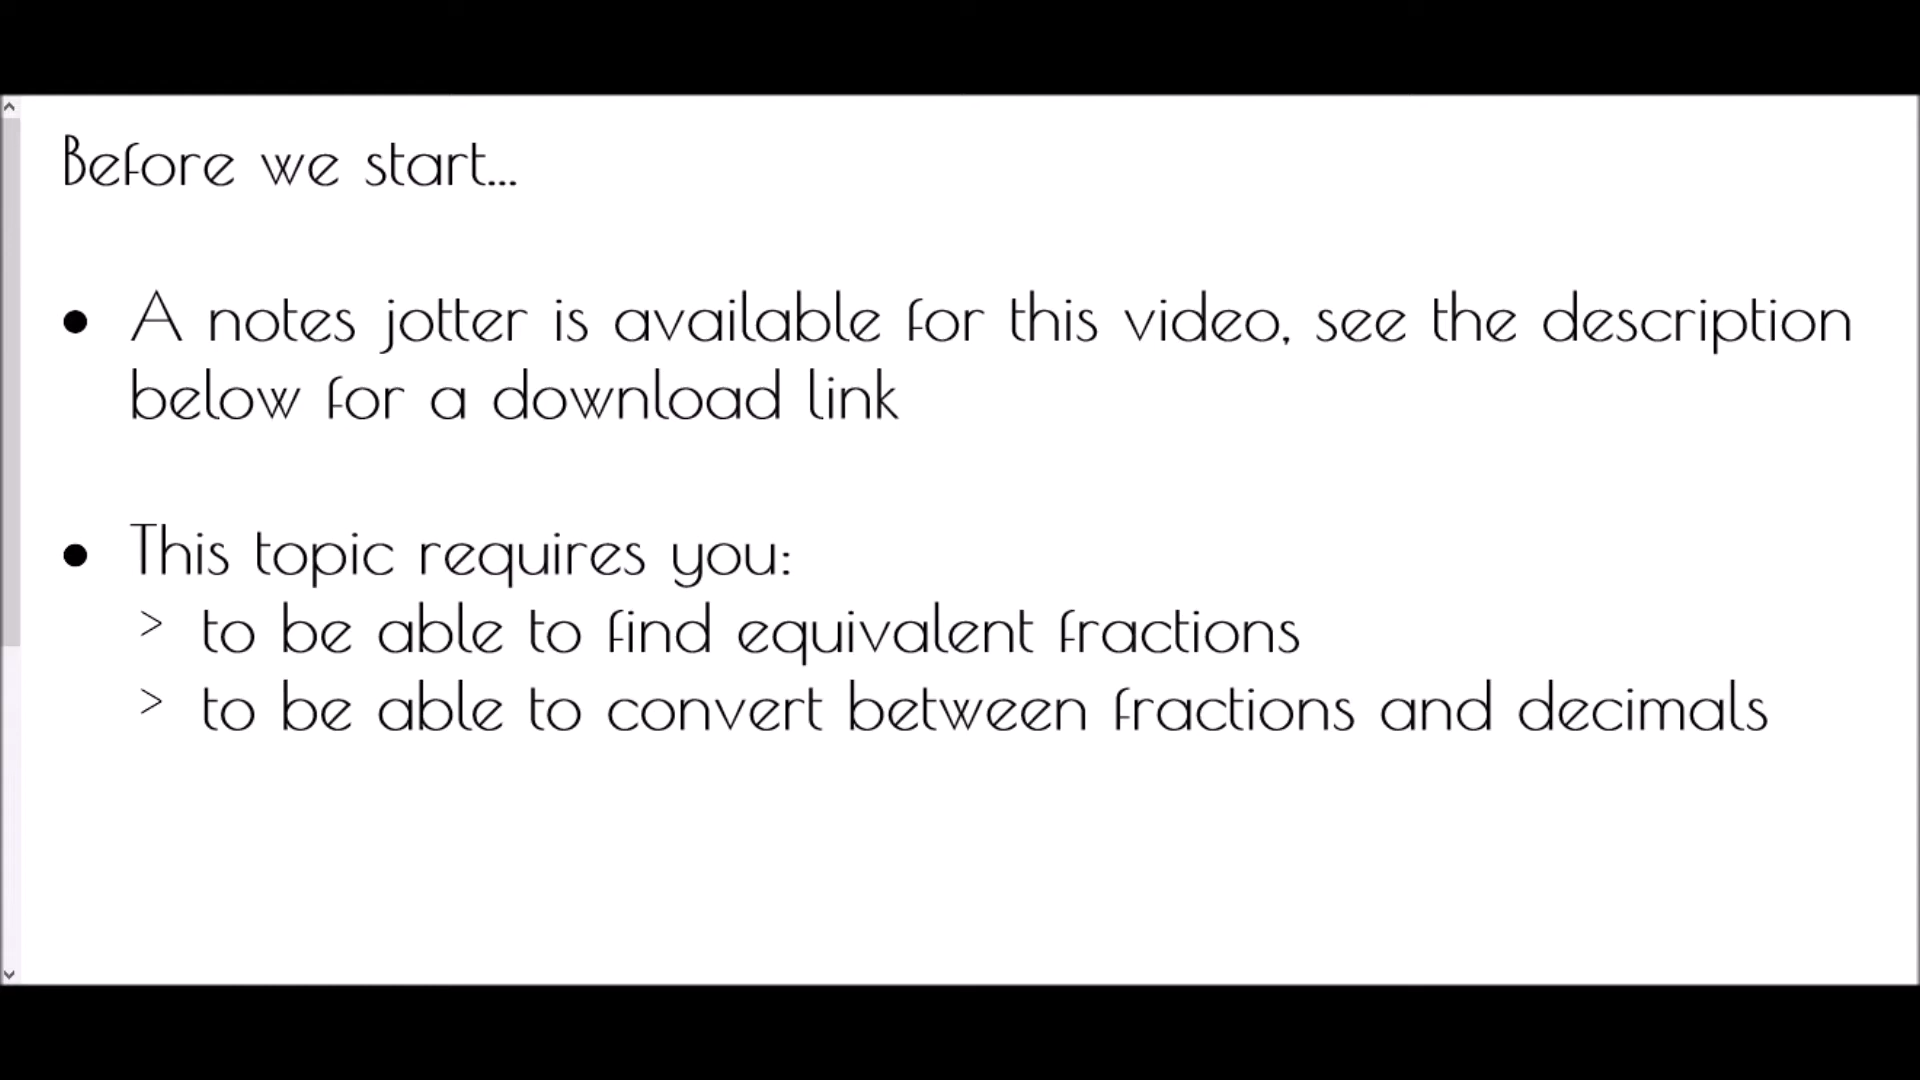 Before we start...
• A notes jotter is available for this video, see the description
below for a download link
• This topic requires you:
> to be able to find equivalent fractions
> to be able to convert between fractions and decimals